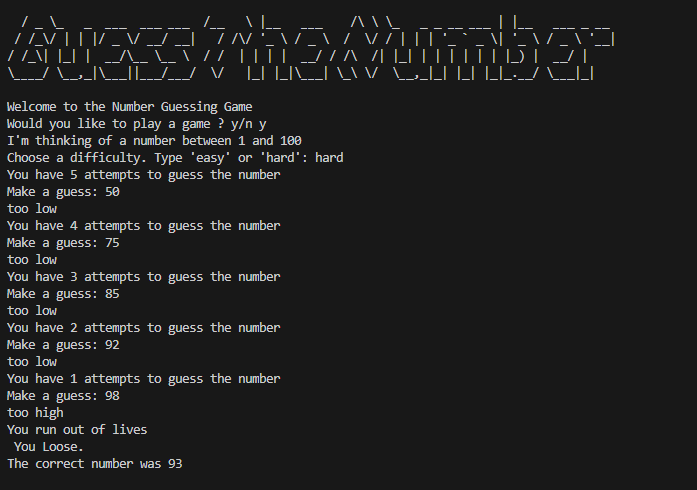 Guess The Number
Welcome to the Number Guessing Game
Would you like to play a game ? y/n y
I'm thinking of a number between 1 and 100
Choose a difficulty. Type 'easy' or 'hard': hard
You have 5 attempts to guess the number
Make a guess: 50
too low
You have 4 attempts to guess the number
Make a guess: 75
too low
You have 3 attempts to guess the number
Make a guess: 85
too low
You have 2 attempts to guess the number
Make a guess: 92
too low
You have 1 attempts to guess the number
Make a guess: 98
too high
You run out of lives
You Loose.
The correct number was 93